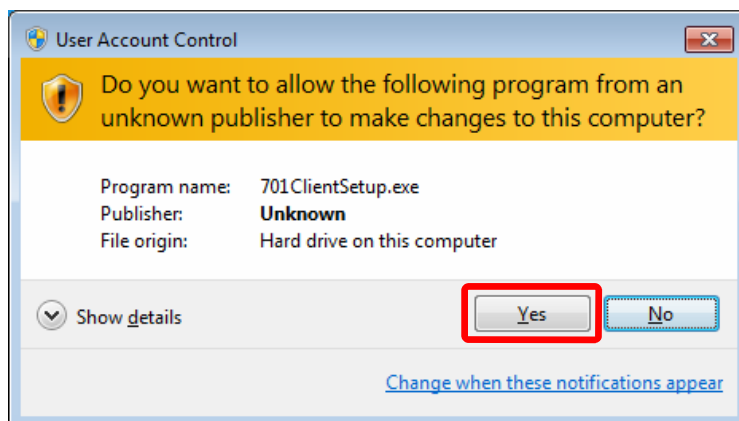 User Account Control
Do you want to allow the following program from an
unknown publisher to make changes to this computer?
Program name: 701ClientSetup.exe
Publisher: Unknown
File origin: Hard drive on this computer
Show details
Yes No
Change when these notifications appear